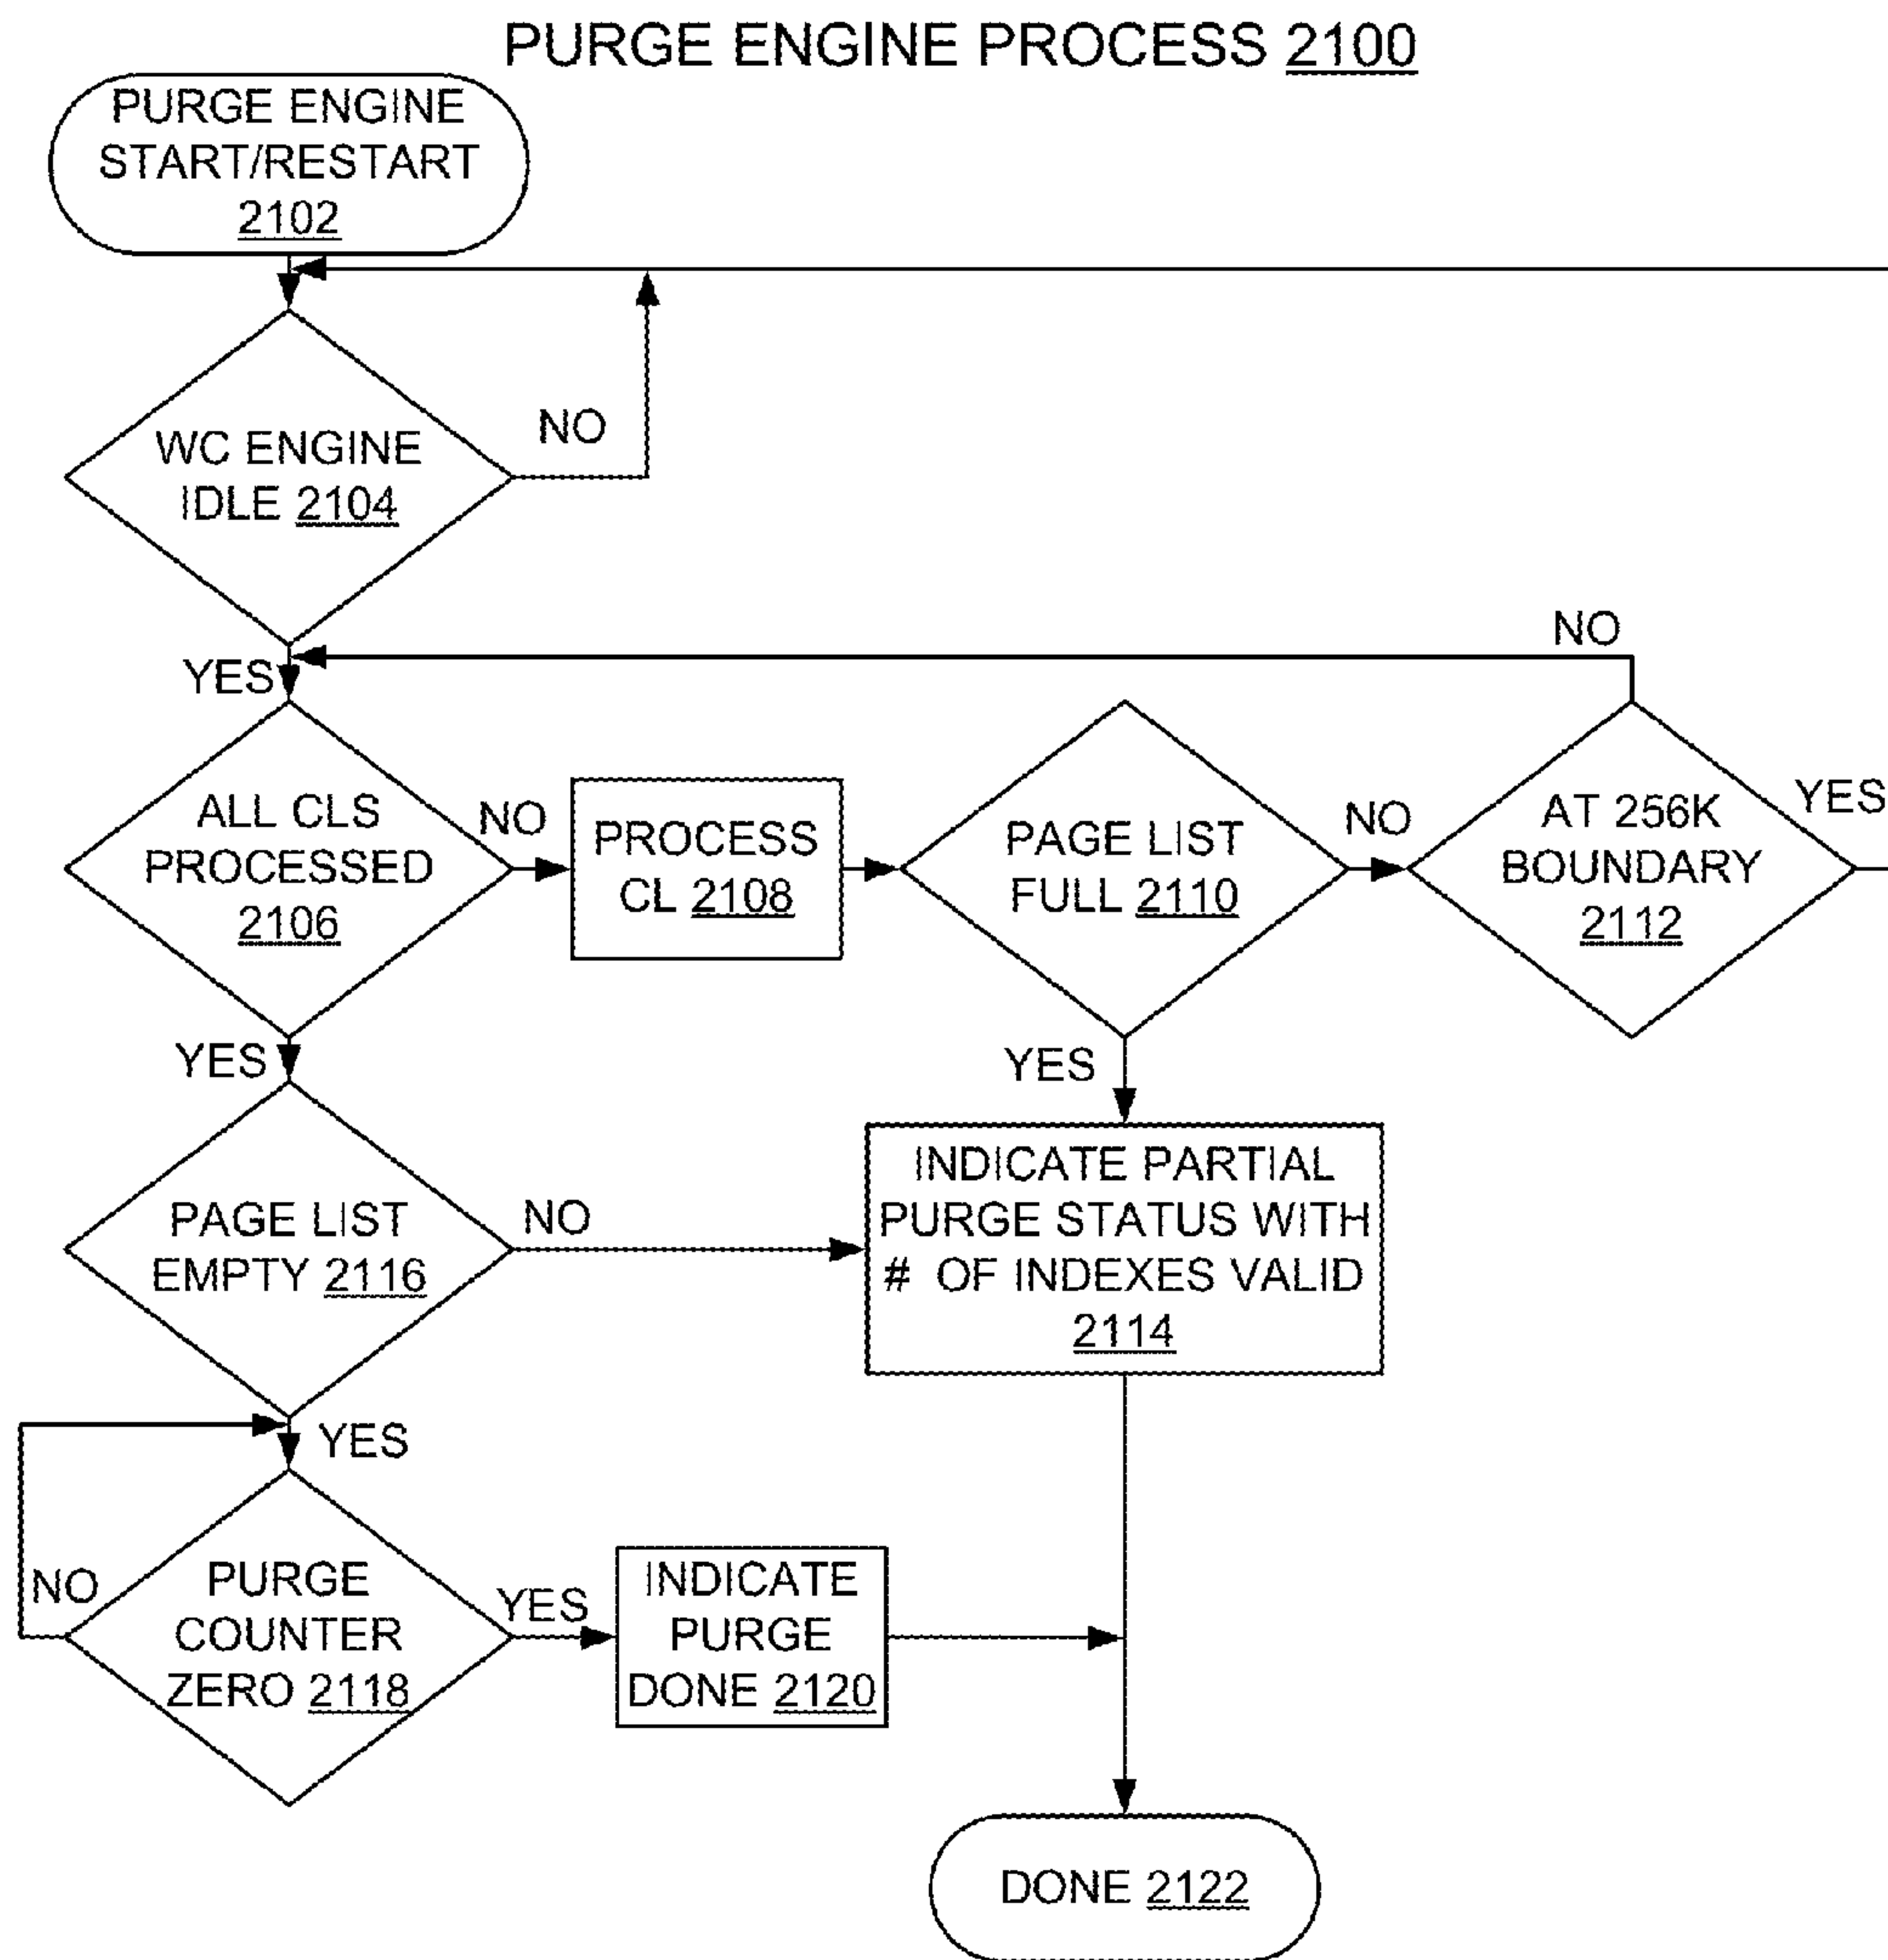 PURGE ENGINE PROCESS 2100
PURGE ENGINE
START/RESTART
2102
WC ENGINE
IDLE 2104
NO
YES
NO
ALL CLS
PROCESSED
2106
NO
PROCESS
CL 2108
PAGE LIST
FULL 2110
NO
AT 256K
BOUNDARY
2112
YES
YES
YES
PAGE LIST
EMPTY 2116
NO
INDICATE PARTIAL
PURGE STATUS WITH
# OF INDEXES VALID
2114
YES
NO
PURGE
COUNTER
ZERO 2118
YES
INDICATE
PURGE
DONE 2120
DONE 2122